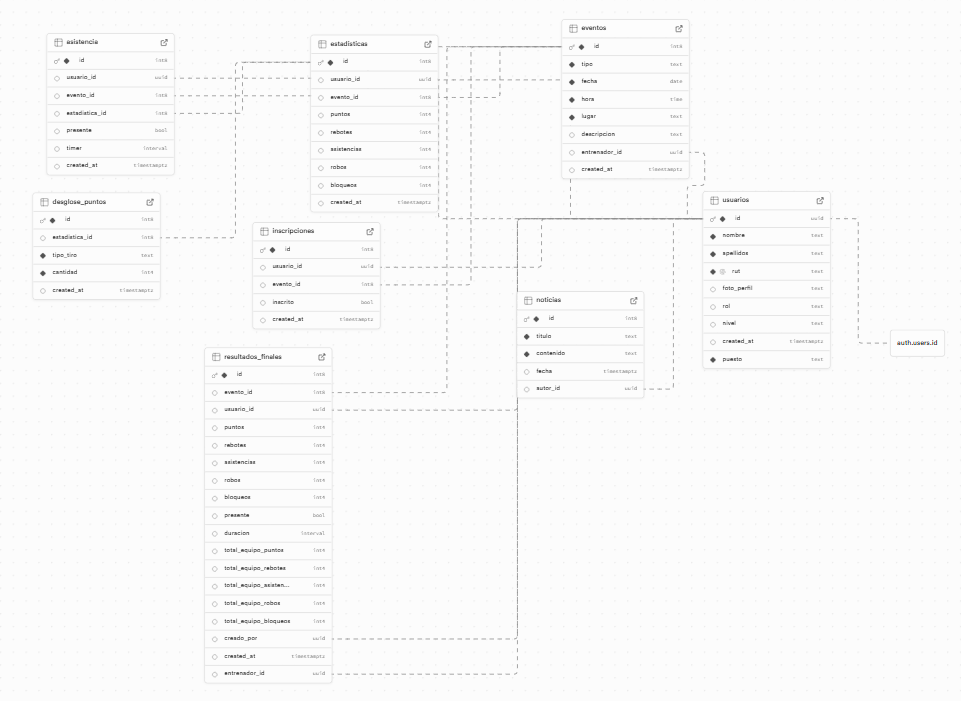 asistencia
id int8
usuario_id uuid
evento_id int8
estadistica_id int8
presente bool
timer interval
created_at timestamptz
estadisticas
id int8
usuario_id uuid
evento_id int8
puntos int4
rebotes int4
asistencias int4
robos int4
bloqueos int4
created_at timestamptz
eventos
id int8
tipo text
fecha date
hora time
lugar text
descripcion text
entrenador_id uuid
created_at timestamptz
desglose_puntos
id int8
estadistica_id int8
tipo_tiro text
cantidad int4
created_at timestamptz
inscripciones
id int8
usuario_id uuid
evento_id int8
inscrito bool
created_at timestamptz
usuarios
id uuid
nombre text
apellidos text
rut text
foto_perfil text
rol text
nivel text
created_at timestamptz
puesto text
auth.users.id
noticias
id int8
titulo text
contenido text
fecha timestamptz
autor_id uuid
resultados_finales
id int8
evento_id int8
usuario_id uuid
puntos int4
rebotes int4
asistencias int4
robos int4
bloqueos int4
presente bool
duracion interval
total_equipo_puntos int4
total_equipo_rebotes int4
total_equipo_asisten... int4
total_equipo_robos int4
total_equipo_bloqueos int4
creado_por uuid
created_at timestamptz
entrenador_id uuid